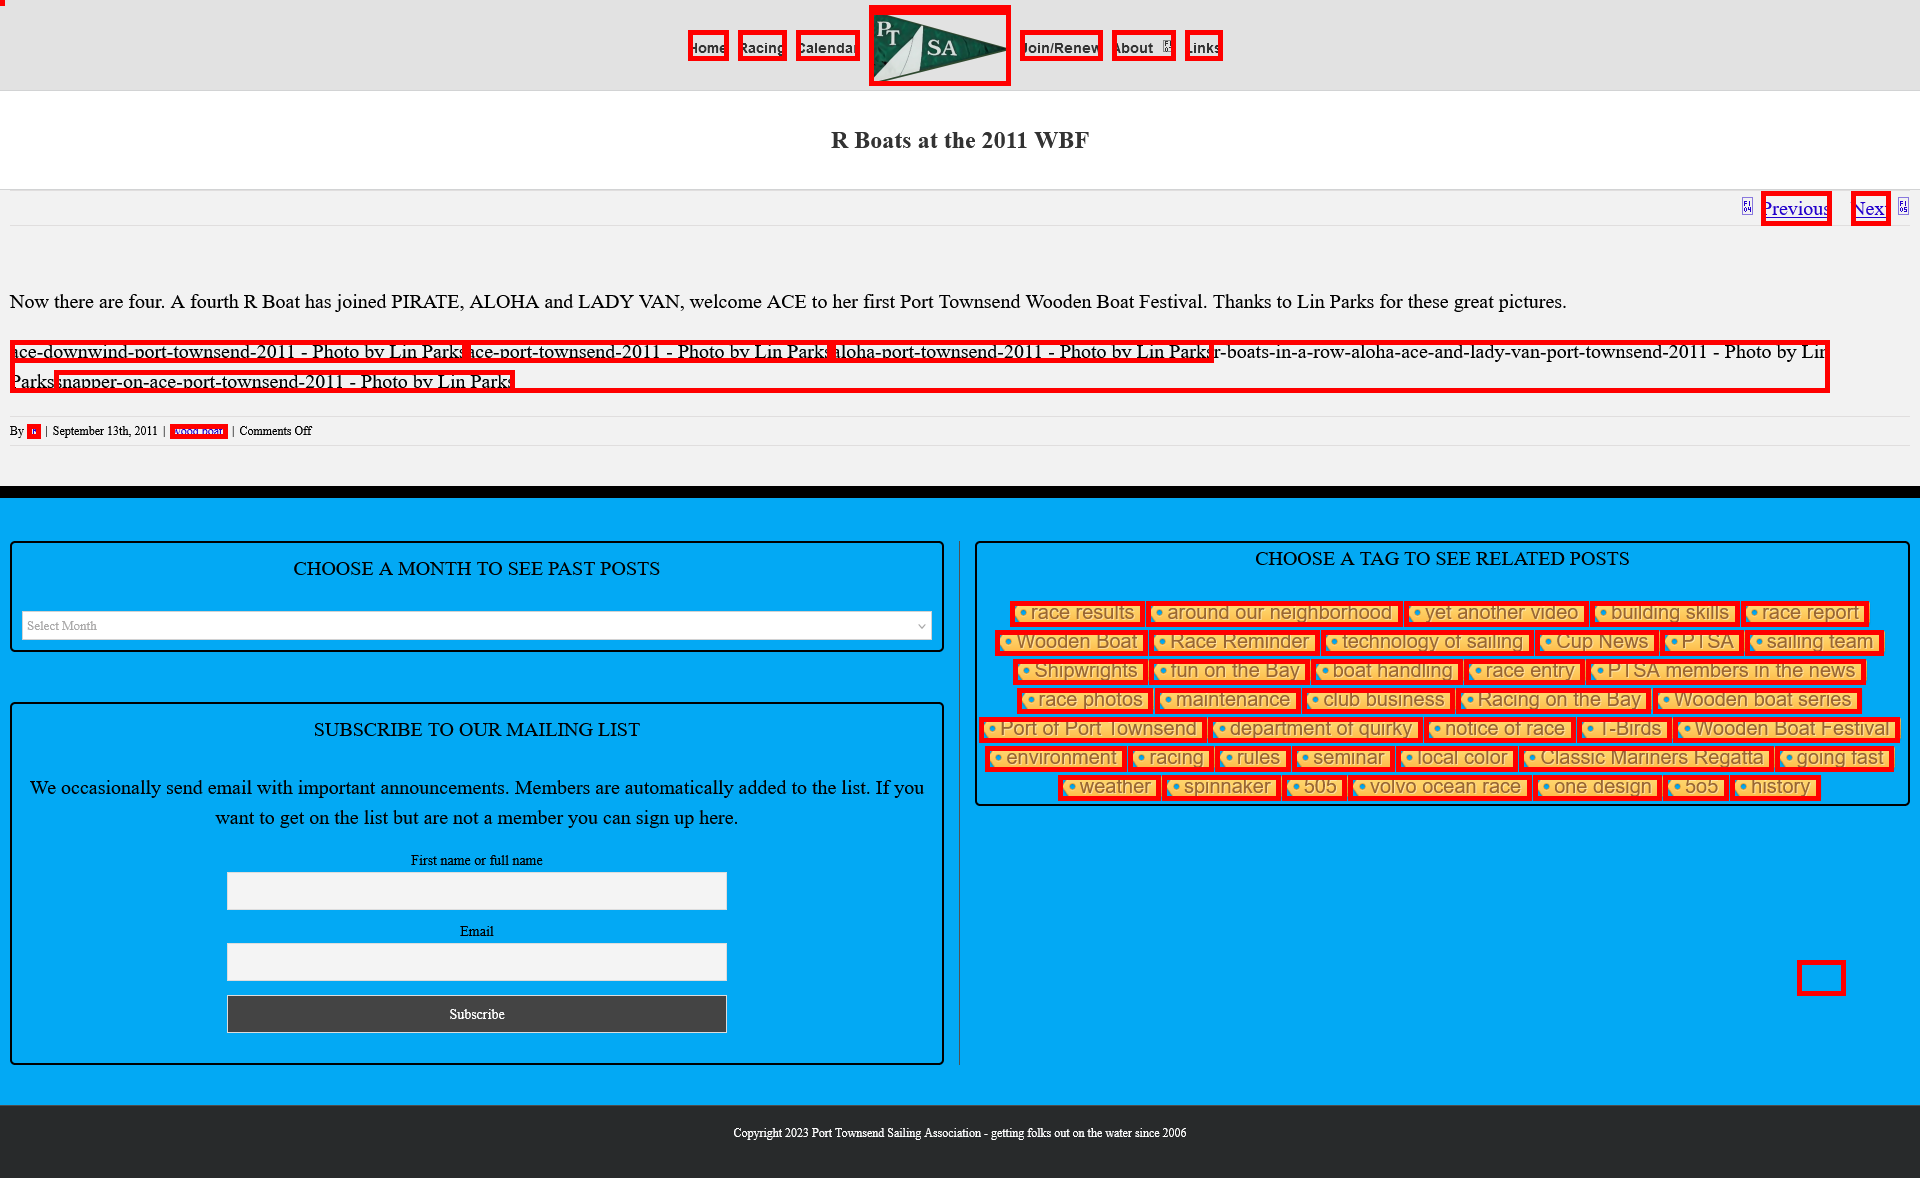 Home Racing Calendar PT SA Join/Renew About Links
R Boats at the 2011 WBF
Previous Next
Now there are four. A fourth R Boat has joined PIRATE, ALOHA and LADY VAN, welcome ACE to her first Port Townsend Wooden Boat Festival. Thanks to Lin Parks for these great pictures.
ace-downwind-port-townsend-2011 - Photo by Lin Parks ace-port-townsend-2011 - Photo by Lin Parks aloha-port-townsend-2011 - Photo by Lin Parks r-boats-in-a-row-aloha-ace-and-lady-van-port-townsend-2011 - Photo by Lin
Parks snapper-on-ace-port-townsend-2011 - Photo by Lin Parks
By | September 13th, 2011 | wood boat | Comments Off
CHOOSE A MONTH TO SEE PAST POSTS
Select Month
SUBSCRIBE TO OUR MAILING LIST
We occasionally send email with important announcements. Members are automatically added to the list. If you
want to get on the list but are not a member you can sign up here.
First name or full name
Email
Subscribe
CHOOSE A TAG TO SEE RELATED POSTS
race results around our neighborhood yet another video building skills race report
Wooden Boat Race Reminder technology of sailing Cup News PTSA sailing team
Shipwrights fun on the Bay boat handling race entry PTSA members in the news
race photos maintenance club business Racing on the Bay Wooden boat series
Port of Port Townsend department of quirky notice of race T-Birds Wooden Boat Festival
environment racing rules seminar local color Classic Mariners Regatta going fast
weather spinnaker 505 volvo ocean race one design 5o5 history
Copyright 2023 Port Townsend Sailing Association - getting folks out on the water since 2006